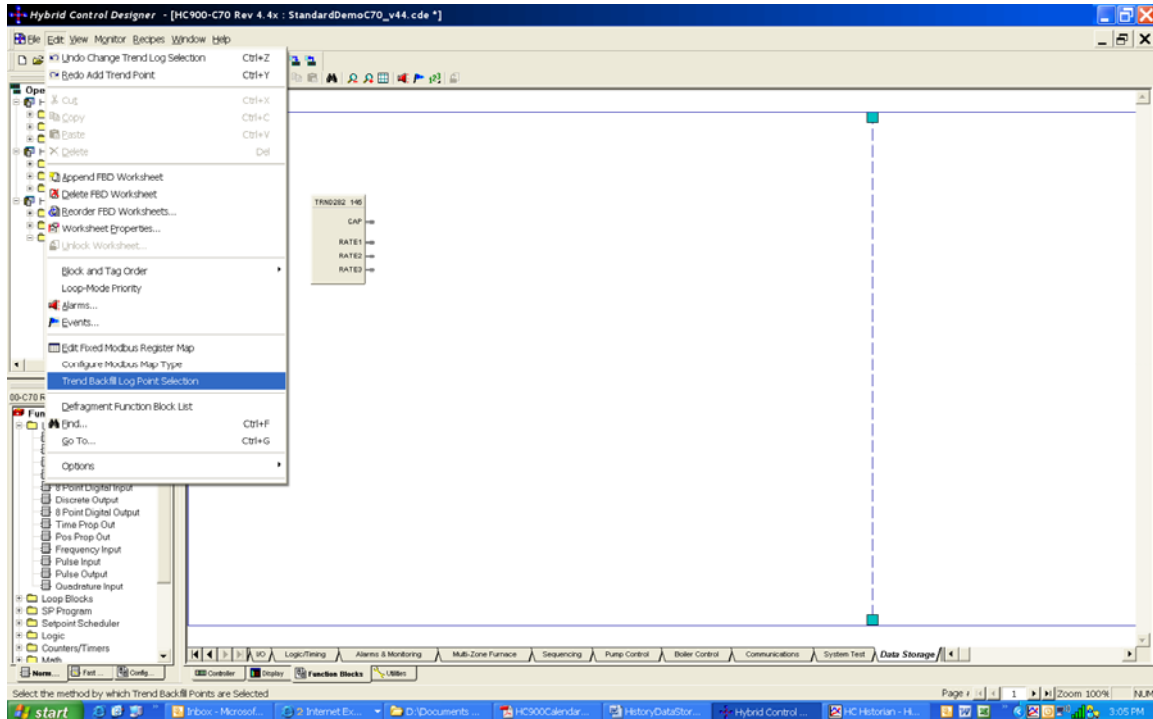 Hybrid Control Designer - [HC900-C70 Rev 4.4x : StandardDemoC70_v44.cde *]
File Edit View Monitor Recipes Window Help
Undo Change Trend Log Selection Ctrl+Z
Redo Add Trend Point Ctrl+Y
Ope
Cut Ctrl+X
Copy Ctrl+C
Paste Ctrl+V
Delete Del
Append FBD Worksheet
Delete FBD Worksheet
Reorder FBD Worksheets...
Worksheet Properties...
Unlock Worksheet...
Block and Tag Order
Loop-Mode Priority
Alarms...
Events...
Edit Fixed Modbus Register Map
Configure Modbus Map Type
Trend Backfill Log Point Selection
Defragment Function Block List
Find... Ctrl+F
Go To... Ctrl+G
Options
TRND282 146
CAP
RATE1
RATE2
RATE3
00-C70 R
Fun
8 Point Digital Input
Discrete Output
8 Point Digital Output
Time Prop Out
Pos Prop Out
Frequency Input
Pulse Input
Pulse Output
Quadrature Input
Loop Blocks
SP Program
Setpoint Scheduler
Logic
Counters/Timers
Math
I/O Logic/Timing Alarms & Monitoring Multi-Zone Furnace Sequencing Pump Control Boiler Control Communications System Test Data Storage
Norm... Fast ... Config... Controller Display Function Blocks Utilities
Select the method by which Trend Backfill Points are Selected
Page # 1 Zoom 100% NUM
start Inbox - Microsof... 2 Internet Ex... D:\Documents ... HC900Calendar... HistoryDataStor... Hybrid Control ... HC Historian - Hi... 3:05 PM